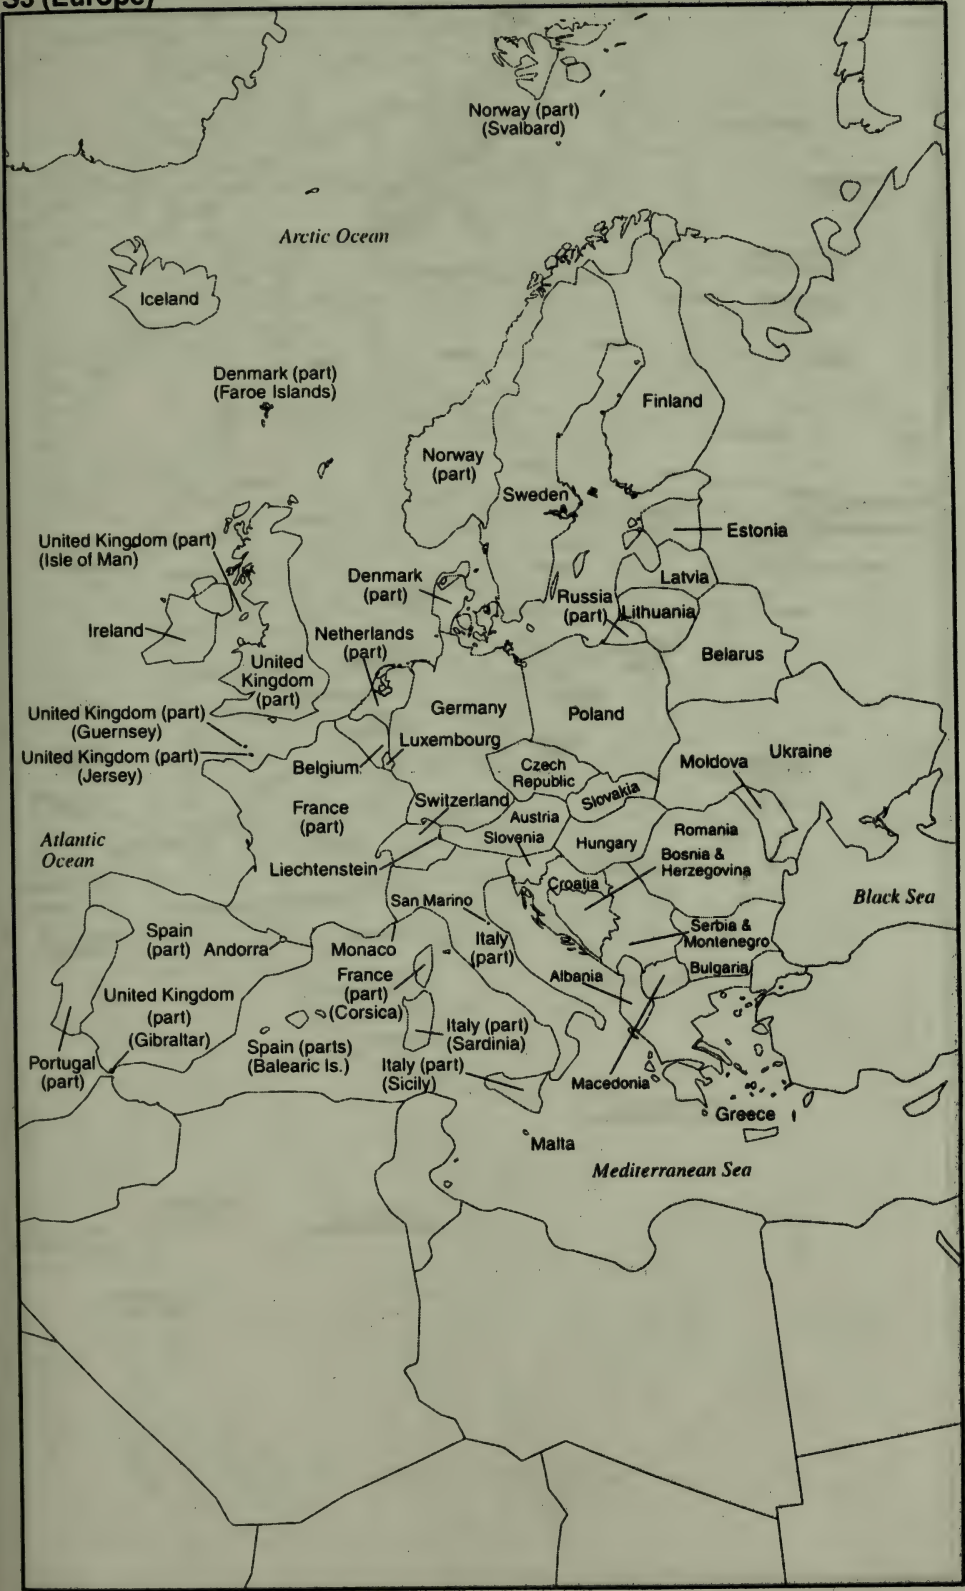 S5 (Europe)
Norway (part)
(Svalbard)
Arctic Ocean
Iceland
Denmark (part)
(Faroe Islands)
Finland
Norway
(part)
Sweden
Estonia
United Kingdom (part)
(Isle of Man)
Denmark
(part)
Latvia
Russia
(part)
Lithuania
Ireland
Netherlands
(part)
Belarus
United
Kingdom
(part)
Germany
Poland
United Kingdom (part)
(Guernsey)
Luxembourg
Ukraine
United Kingdom (part)
(Jersey)
Belgium
Czech
Republic
Moldova
Slovakia
Switzerland
France
(part)
Austria
Romania
Slovenia
Hungary
Atlantic
Ocean
Bosnia &
Herzegovina
Liechtenstein
Croatia
Black Sea
San Marino
Spain
(part)
Andorra
Monaco
Italy
(part)
Serbia &
Montenegro
Bulgaria
France
(part)
(Corsica)
Albania
United Kingdom
(part)
(Gibraltar)
Italy (part)
(Sardinia)
Spain (parts)
(Balearic Is.)
Portugal
(part)
Italy (part)
(Sicily)
Macedonia
Greece
Malta
Mediterranean Sea